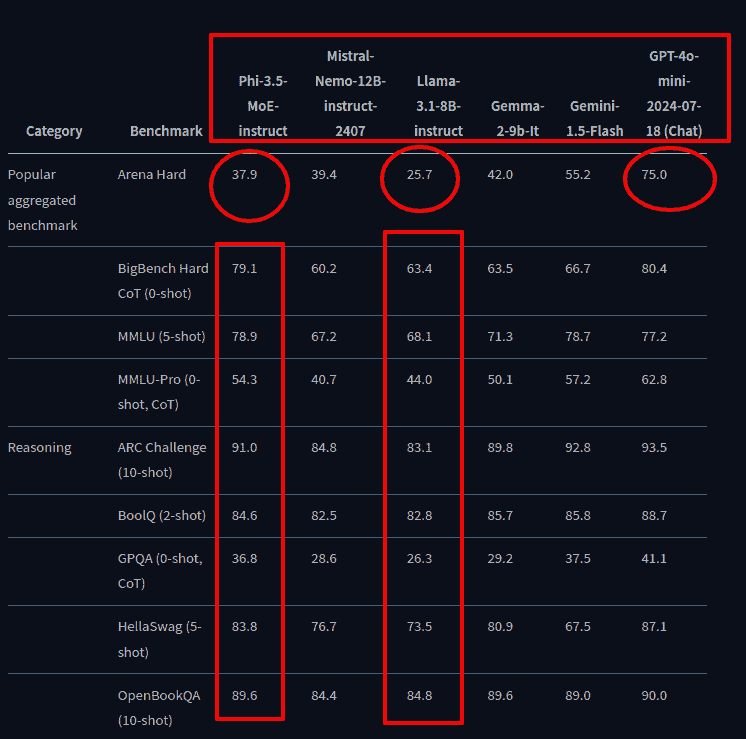 Category Benchmark Phi-3.5-MoE-instruct Mistral-Nemo-12B-instruct-2407 Llama-3.1-8B-instruct Gemma-2-9b-It Gemini-1.5-Flash GPT-4o-mini-2024-07-18 (Chat)
Popular aggregated benchmark Arena Hard 37.9 39.4 25.7 42.0 55.2 75.0
BigBench Hard CoT (0-shot) 79.1 60.2 63.4 63.5 66.7 80.4
MMLU (5-shot) 78.9 67.2 68.1 71.3 78.7 77.2
MMLU-Pro (0-shot, CoT) 54.3 40.7 44.0 50.1 57.2 62.8
Reasoning ARC Challenge (10-shot) 91.0 84.8 83.1 89.8 92.8 93.5
BoolQ (2-shot) 84.6 82.5 82.8 85.7 85.8 88.7
GPQA (0-shot, CoT) 36.8 28.6 26.3 29.2 37.5 41.1
HellaSwag (5-shot) 83.8 76.7 73.5 80.9 67.5 87.1
OpenBookQA (10-shot) 89.6 84.4 84.8 89.6 89.0 90.0